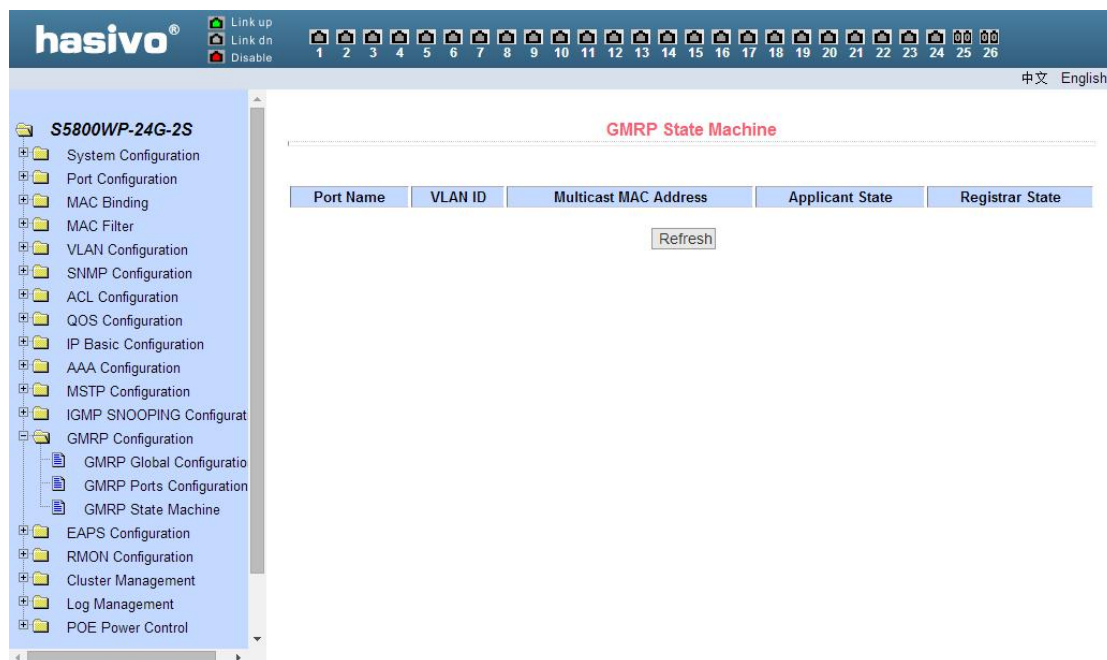 hasivo®
Link up
Link dn
Disable
1 2 3 4 5 6 7 8 9 10 11 12 13 14 15 16 17 18 19 20 21 22 23 24 25 26
中文 English
S5800WP-24G-2S
System Configuration
Port Configuration
MAC Binding
MAC Filter
VLAN Configuration
SNMP Configuration
ACL Configuration
QOS Configuration
IP Basic Configuration
AAA Configuration
MSTP Configuration
IGMP SNOOPING Configurat
GMRP Configuration
GMRP Global Configuratio
GMRP Ports Configuration
GMRP State Machine
EAPS Configuration
RMON Configuration
Cluster Management
Log Management
POE Power Control
GMRP State Machine
Port Name VLAN ID Multicast MAC Address Applicant State Registrar State
Refresh